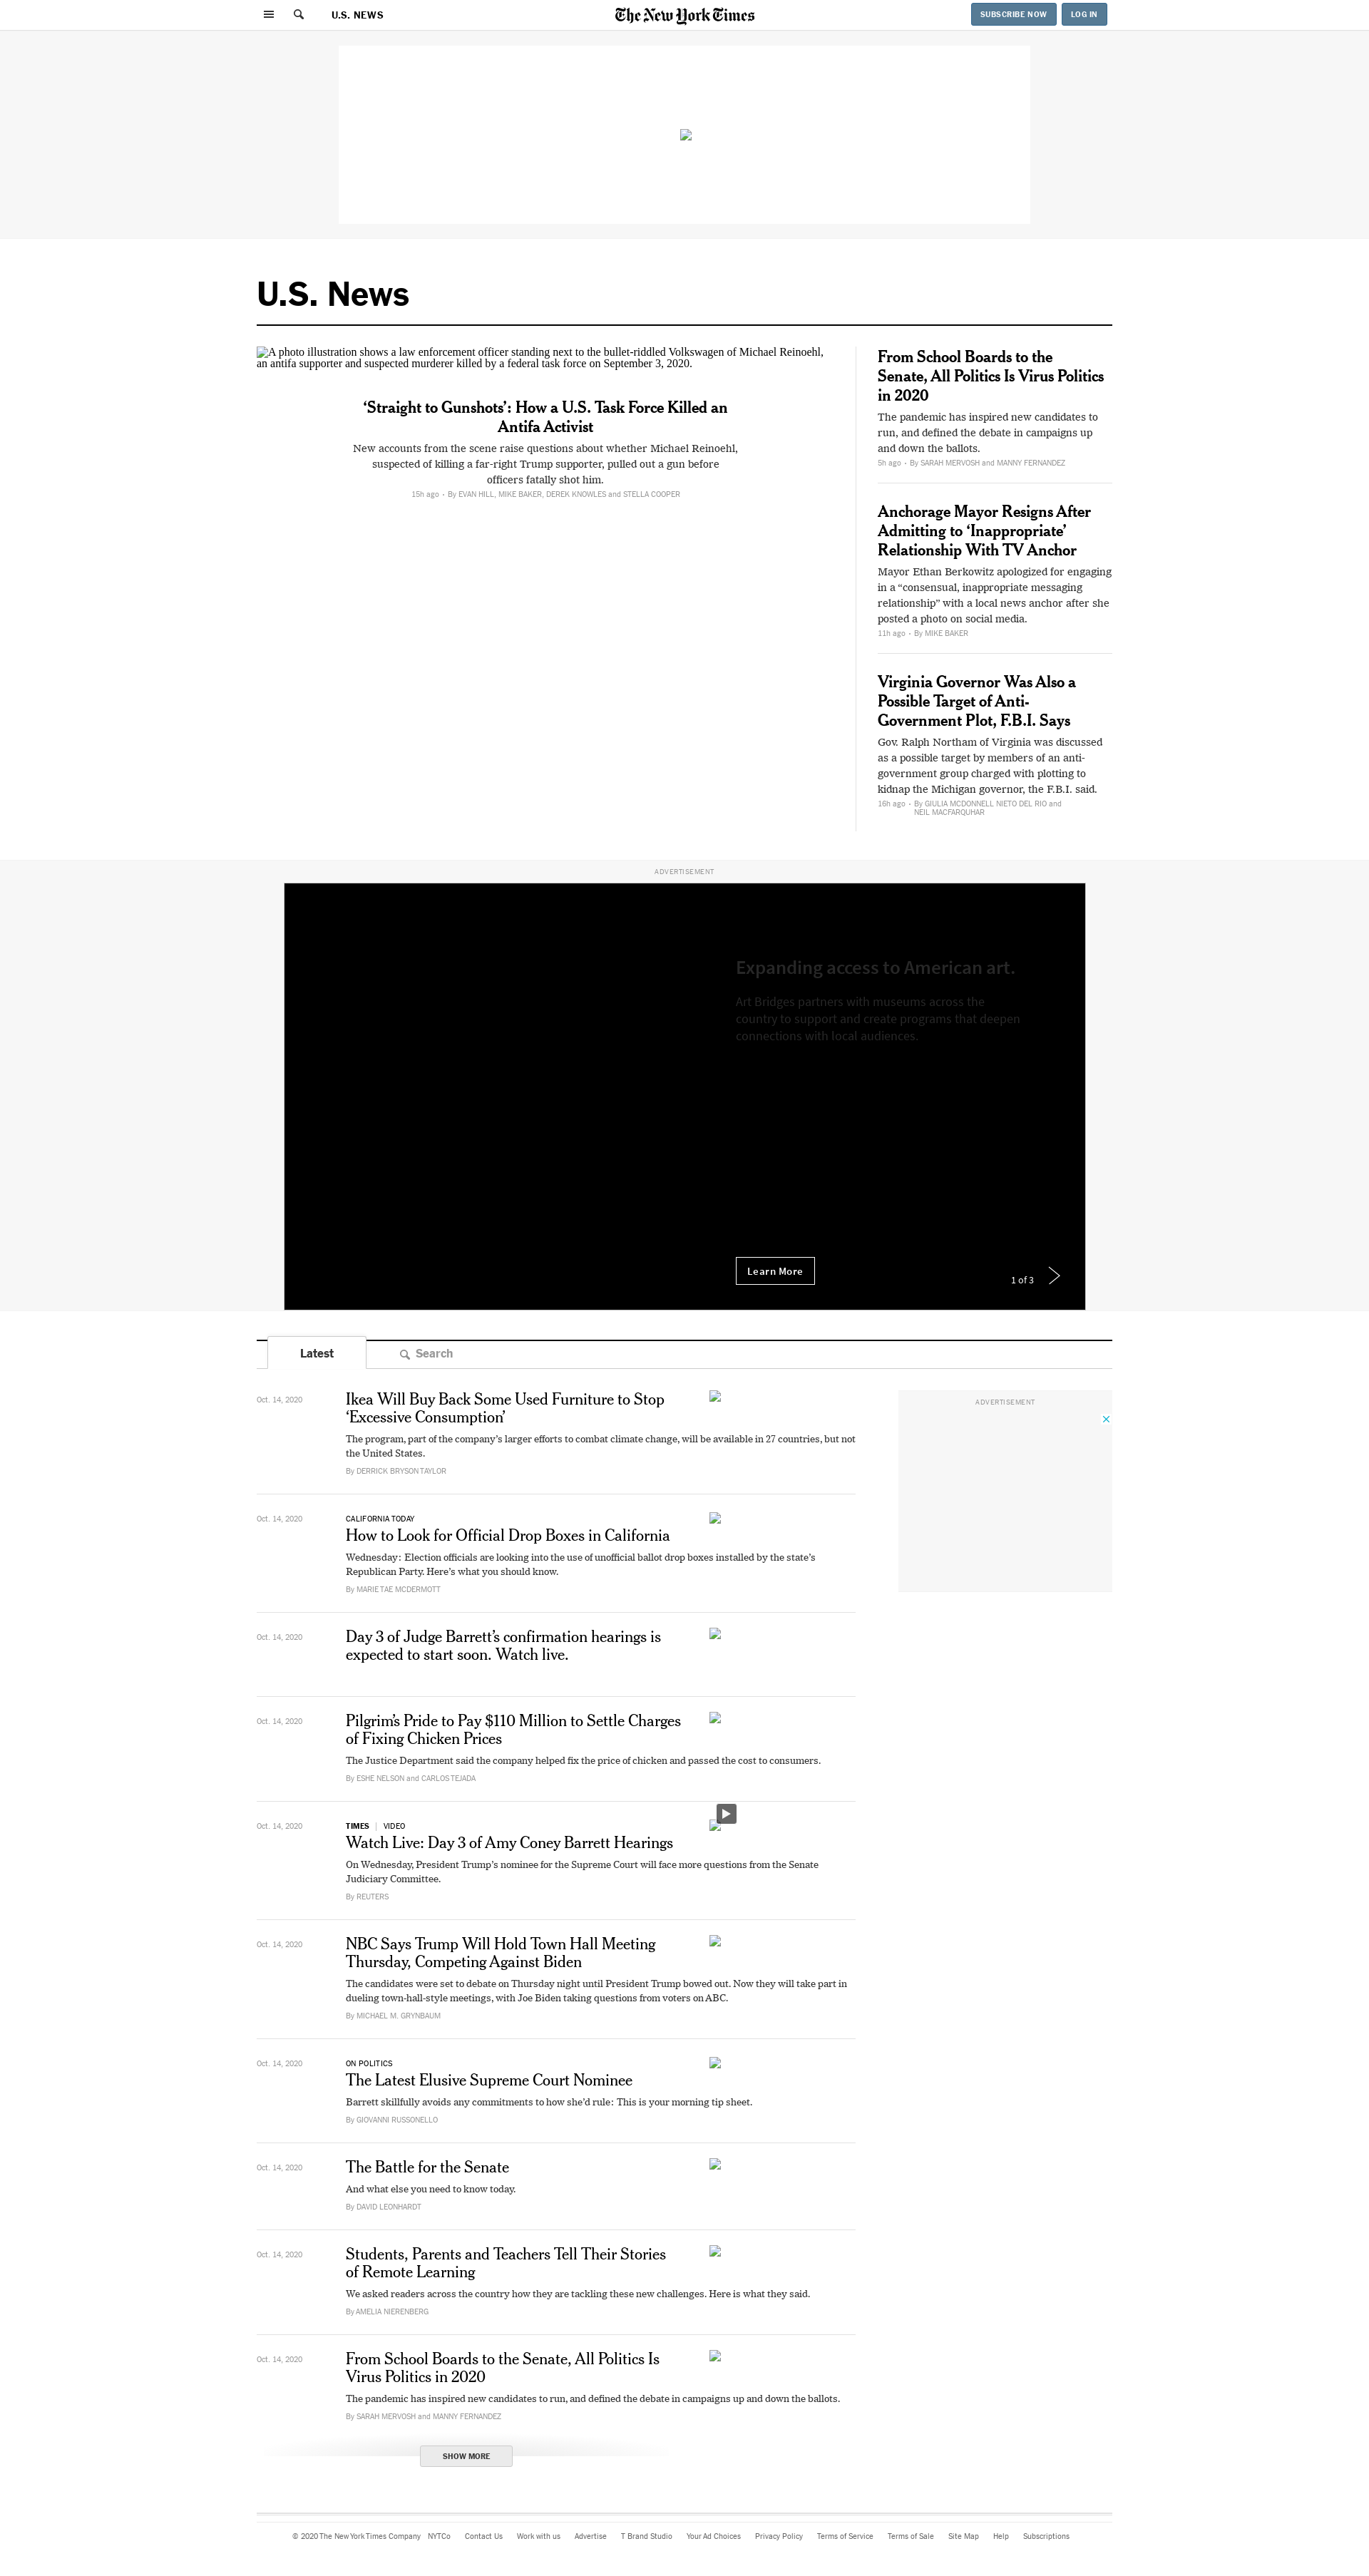 U.S. NEWS
The New York Times
SUBSCRIBE NOW
LOG IN
U.S. News
A photo illustration shows a law enforcement officer standing next to the bullet-riddled Volkswagen of Michael Reinoehl,
an antifa supporter and suspected murderer killed by a federal task force on September 3, 2020.
‘Straight to Gunshots’: How a U.S. Task Force Killed an
Antifa Activist
New accounts from the scene raise questions about whether Michael Reinoehl,
suspected of killing a far-right Trump supporter, pulled out a gun before
officers fatally shot him.
15h ago • By EVAN HILL, MIKE BAKER, DEREK KNOWLES and STELLA COOPER
From School Boards to the
Senate, All Politics Is Virus Politics
in 2020
The pandemic has inspired new candidates to
run, and defined the debate in campaigns up
and down the ballots.
5h ago • By SARAH MERVOSH and MANNY FERNANDEZ
Anchorage Mayor Resigns After
Admitting to ‘Inappropriate’
Relationship With TV Anchor
Mayor Ethan Berkowitz apologized for engaging
in a “consensual, inappropriate messaging
relationship” with a local news anchor after she
posted a photo on social media.
11h ago • By MIKE BAKER
Virginia Governor Was Also a
Possible Target of Anti-
Government Plot, F.B.I. Says
Gov. Ralph Northam of Virginia was discussed
as a possible target by members of an anti-
government group charged with plotting to
kidnap the Michigan governor, the F.B.I. said.
16h ago • By GIULIA MCDONNELL NIETO DEL RIO and
NEIL MACFARQUHAR
ADVERTISEMENT
Expanding access to American art.
Art Bridges partners with museums across the
country to support and create programs that deepen
connections with local audiences.
Learn More
1 of 3
Latest
Search
ADVERTISEMENT
Oct. 14, 2020
Ikea Will Buy Back Some Used Furniture to Stop
‘Excessive Consumption’
The program, part of the company’s larger efforts to combat climate change, will be available in 27 countries, but not
the United States.
By DERRICK BRYSON TAYLOR
Oct. 14, 2020
CALIFORNIA TODAY
How to Look for Official Drop Boxes in California
Wednesday: Election officials are looking into the use of unofficial ballot drop boxes installed by the state’s
Republican Party. Here’s what you should know.
By MARIE TAE MCDERMOTT
Oct. 14, 2020
Day 3 of Judge Barrett’s confirmation hearings is
expected to start soon. Watch live.
Oct. 14, 2020
Pilgrim’s Pride to Pay $110 Million to Settle Charges
of Fixing Chicken Prices
The Justice Department said the company helped fix the price of chicken and passed the cost to consumers.
By ESHE NELSON and CARLOS TEJADA
Oct. 14, 2020
TIMES | VIDEO
Watch Live: Day 3 of Amy Coney Barrett Hearings
On Wednesday, President Trump’s nominee for the Supreme Court will face more questions from the Senate
Judiciary Committee.
By REUTERS
Oct. 14, 2020
NBC Says Trump Will Hold Town Hall Meeting
Thursday, Competing Against Biden
The candidates were set to debate on Thursday night until President Trump bowed out. Now they will take part in
dueling town-hall-style meetings, with Joe Biden taking questions from voters on ABC.
By MICHAEL M. GRYNBAUM
Oct. 14, 2020
ON POLITICS
The Latest Elusive Supreme Court Nominee
Barrett skillfully avoids any commitments to how she’d rule: This is your morning tip sheet.
By GIOVANNI RUSSONELLO
Oct. 14, 2020
The Battle for the Senate
And what else you need to know today.
By DAVID LEONHARDT
Oct. 14, 2020
Students, Parents and Teachers Tell Their Stories
of Remote Learning
We asked readers across the country how they are tackling these new challenges. Here is what they said.
By AMELIA NIERENBERG
Oct. 14, 2020
From School Boards to the Senate, All Politics Is
Virus Politics in 2020
The pandemic has inspired new candidates to run, and defined the debate in campaigns up and down the ballots.
By SARAH MERVOSH and MANNY FERNANDEZ
SHOW MORE
© 2020 The New York Times Company NYTCo Contact Us Work with us Advertise T Brand Studio Your Ad Choices Privacy Policy Terms of Service Terms of Sale Site Map Help Subscriptions